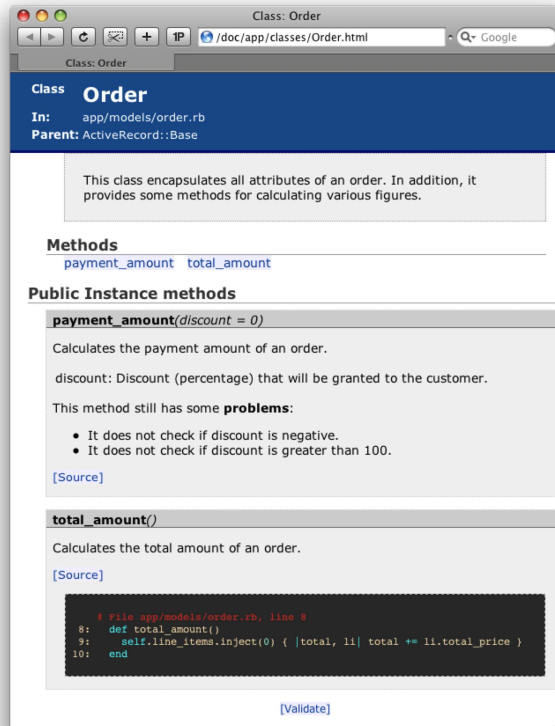 Class: Order
1P
/doc/app/classes/Order.html
Google
Class: Order
Class Order
In: app/models/order.rb
Parent: ActiveRecord::Base
This class encapsulates all attributes of an order. In addition, it
provides some methods for calculating various figures.
Methods
payment_amount total_amount
Public Instance methods
payment_amount(discount = 0)
Calculates the payment amount of an order.
discount: Discount (percentage) that will be granted to the customer.
This method still has some problems:
• It does not check if discount is negative.
• It does not check if discount is greater than 100.
[Source]
total_amount()
Calculates the total amount of an order.
[Source]
# File app/models/order.rb, line 8
8: def total_amount()
9: self.line_items.inject(0) { |total, li| total += li.total_price }
10: end
[Validate]